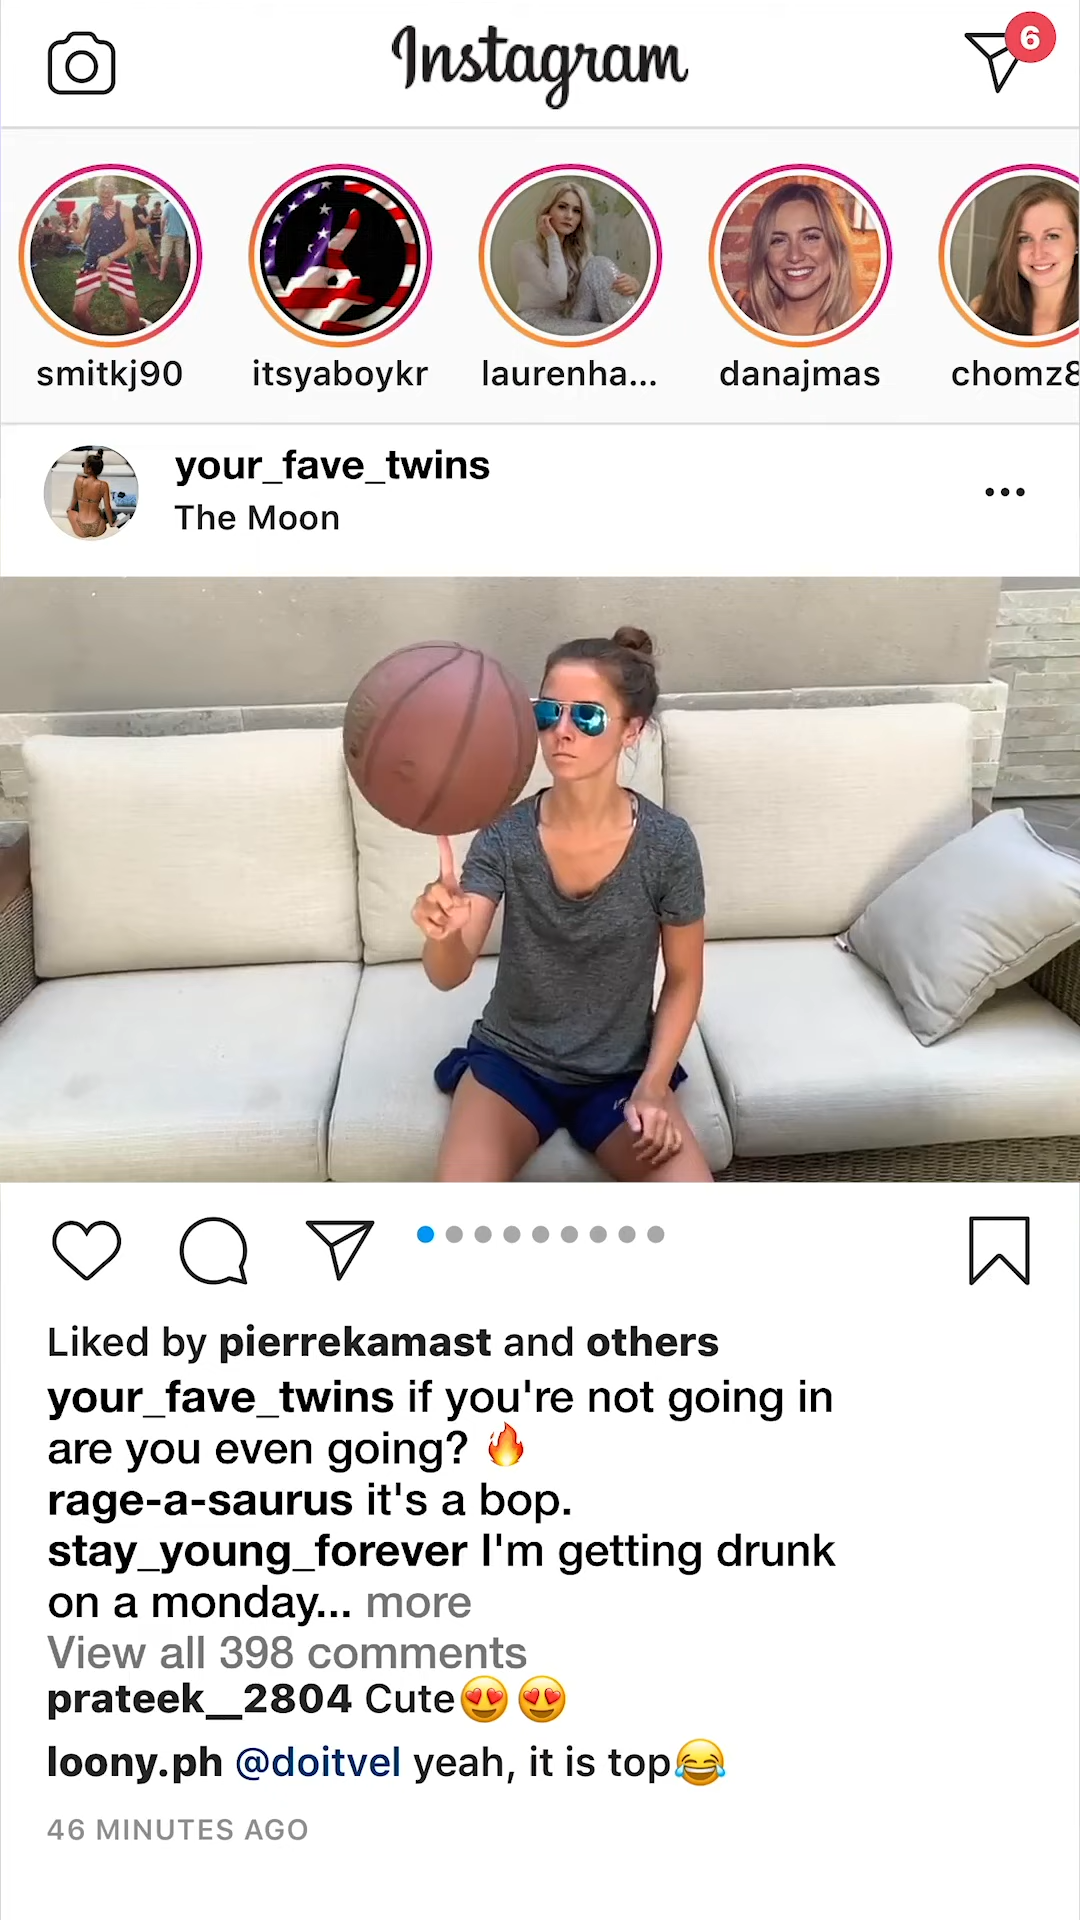 Instagram
6
smitkj90 itsyaboykr laurenha... danajmas chomz8
your_fave_twins
The Moon
Liked by pierrekamast and others
your_fave_twins if you're not going in
are you even going? 🔥
rage-a-saurus it's a bop.
stay_young_forever I'm getting drunk
on a monday... more
View all 398 comments
prateek__2804 Cute😍😍
loony.ph @doitvel yeah, it is top😂
46 MINUTES AGO